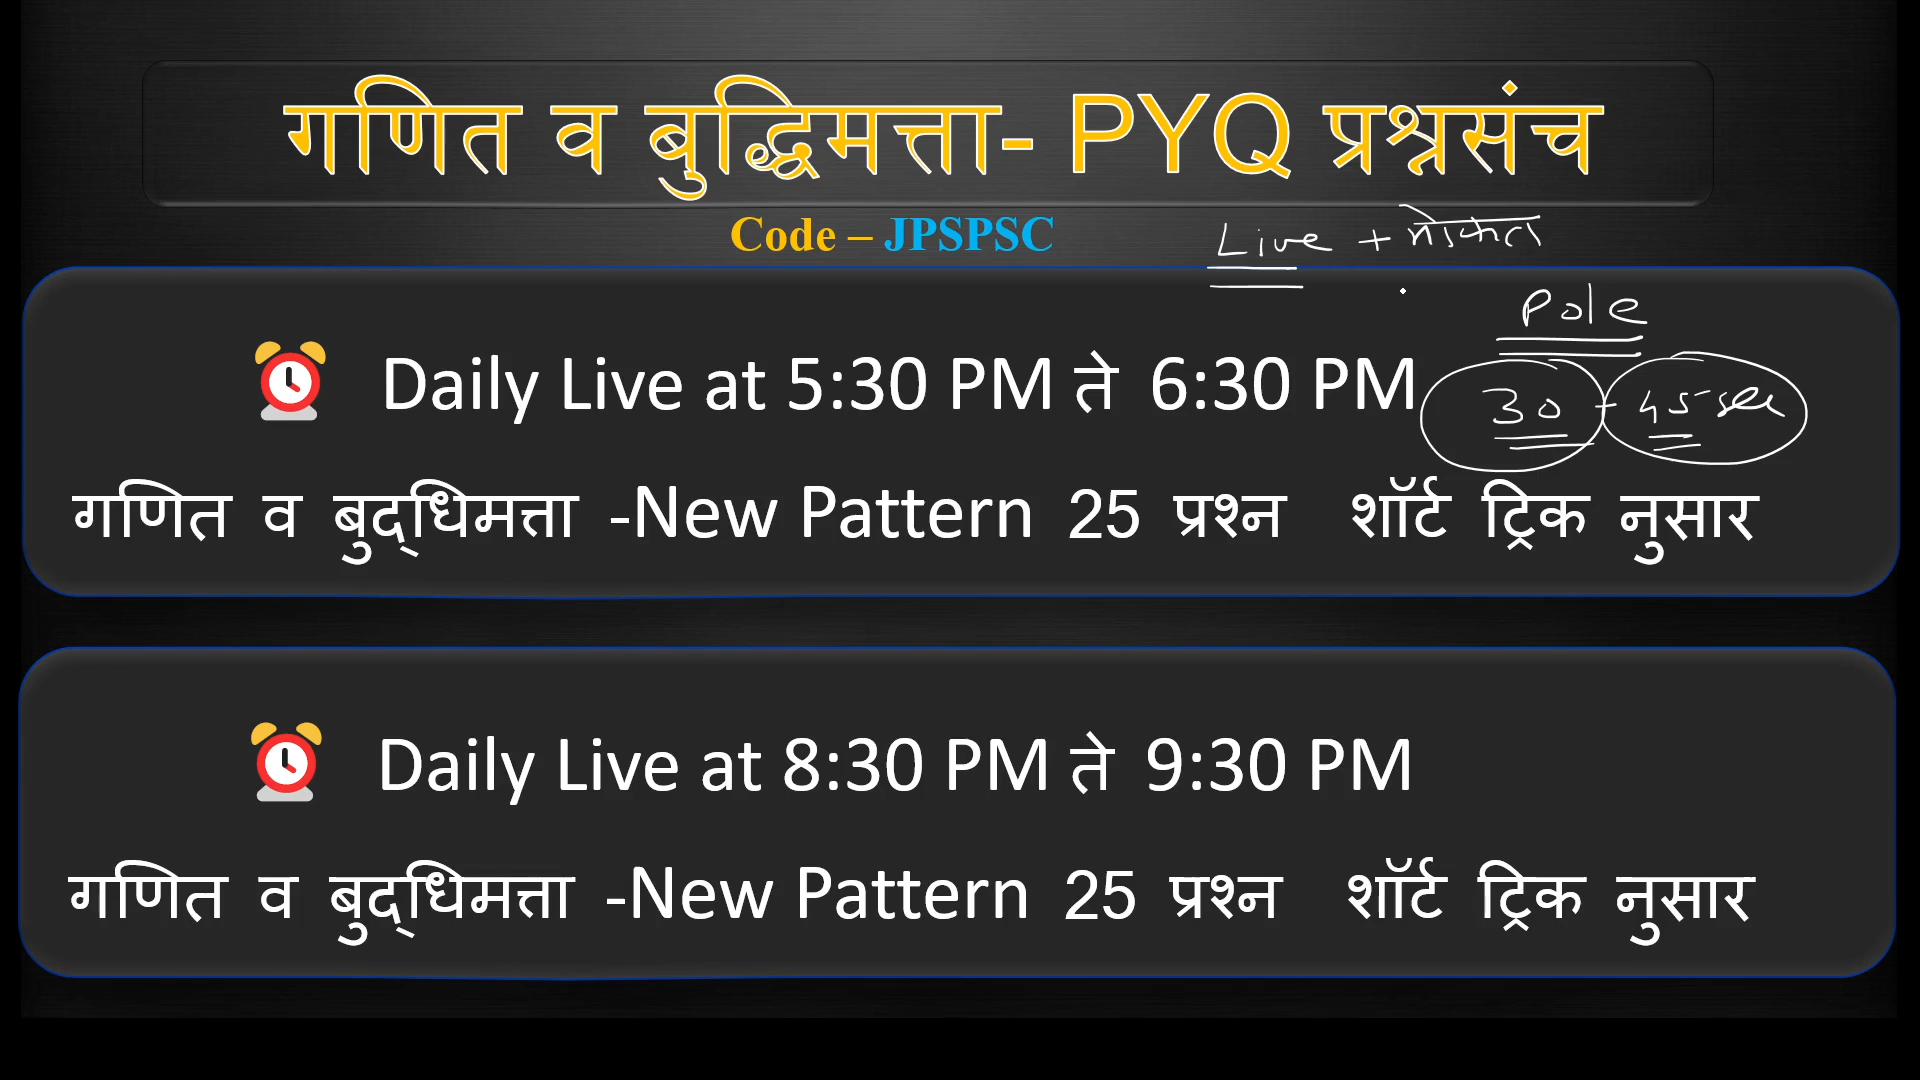 गणित व बुद्धिमत्ता- PYQ प्रश्नसंच
Code – JPSPSC
Live +
Pole
Daily Live at 5:30 PM ते 6:30 PM
30 - 45 sec
गणित व बुद्‌धिमत्ता -New Pattern 25 प्रश्न शॉर्ट ट्रिक नुसार
Daily Live at 8:30 PM ते 9:30 PM
गणित व बुद्‌धिमत्ता -New Pattern 25 प्रश्न शॉर्ट ट्रिक नुसार